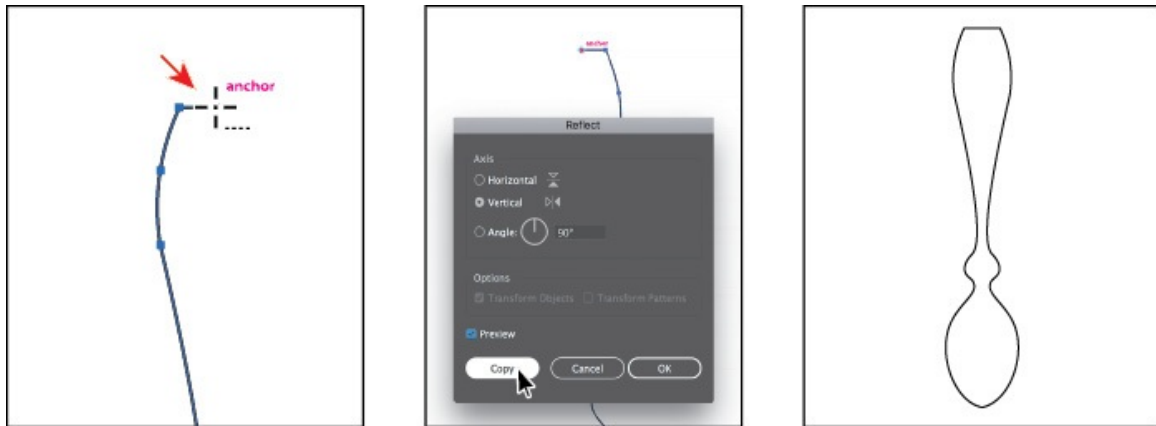 anchor
anchor
Reflect
Axis
Horizontal
Vertical
Angle: 90°
Options
Transform Objects Transform Patterns
Preview
Copy Cancel OK